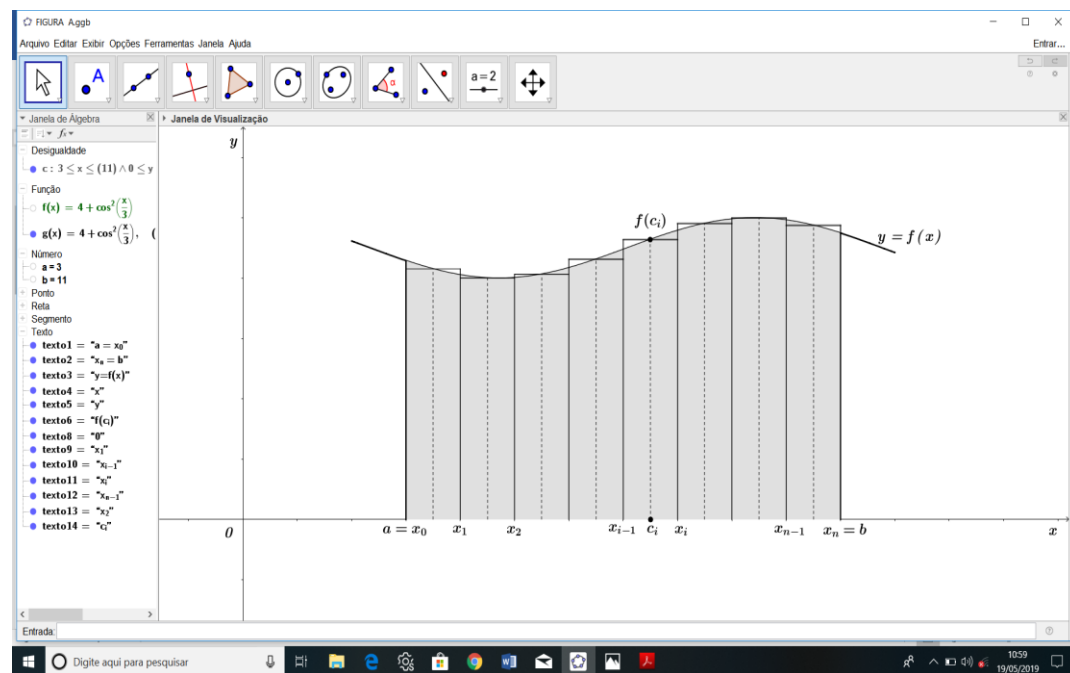 FIGURA A.ggb
Arquivo Editar Exibir Opções Ferramentas Janela Ajuda
Entrar...
A
α
a=2
Janela de Álgebra
Janela de Visualização
fx
Desigualdade
c : 3 ≤ x ≤ (11) ∧ 0 ≤ y
Função
f(x) = 4 + cos²(x/3)
g(x) = 4 + cos²(x/3), (
Número
a = 3
b = 11
Ponto
Reta
Segmento
Texto
texto1 = “a = x₀”
texto2 = “xₙ = b”
texto3 = “y=f(x)”
texto4 = “x”
texto5 = “y”
texto6 = “f(cᵢ)”
texto8 = “0”
texto9 = “x₁”
texto10 = “xᵢ₋₁”
texto11 = “xᵢ”
texto12 = “xₙ₋₁”
texto13 = “x₂”
texto14 = “cᵢ”
y
f(cᵢ)
y = f(x)
0
a = x₀
x₁
x₂
xᵢ₋₁
cᵢ
xᵢ
xₙ₋₁
xₙ = b
x
Entrada:
Digite aqui para pesquisar
10:59
19/05/2019